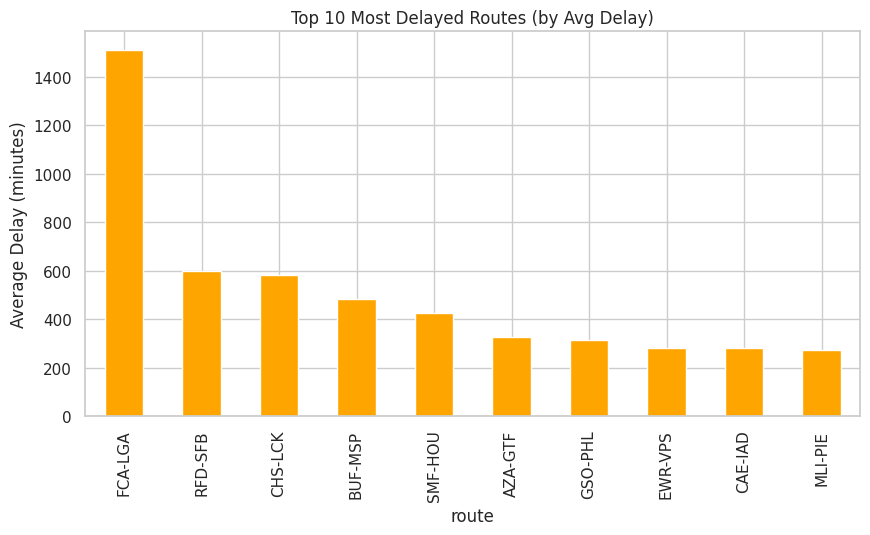 Top 10 Most Delayed Routes (by Avg Delay)
Average Delay (minutes)
1400
1200
1000
800
600
400
200
0
FCA-LGA
RFD-SFB
CHS-LCK
BUF-MSP
SMF-HOU
AZA-GTF
GSO-PHL
EWR-VPS
CAE-IAD
MLI-PIE
route